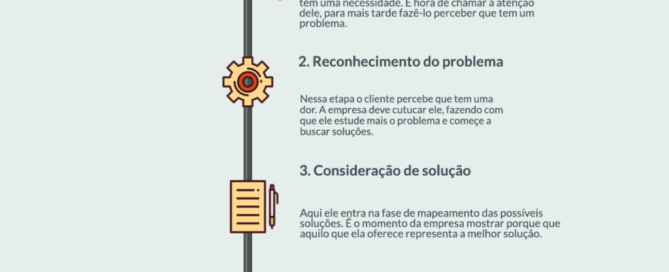 tem uma necessidade. É hora de chamar a atenção
dele, para mais tarde fazê-lo perceber que tem um
problema.
2. Reconhecimento do problema
Nessa etapa o cliente percebe que tem uma
dor. A empresa deve cutucar ele, fazendo com
que ele estude mais o problema e começe a
buscar soluções.
3. Consideração de solução
Aqui ele entra na fase de mapeamento das possíveis
soluções. É o momento da empresa mostrar porque que
aquilo que ela oferece representa a melhor solução.